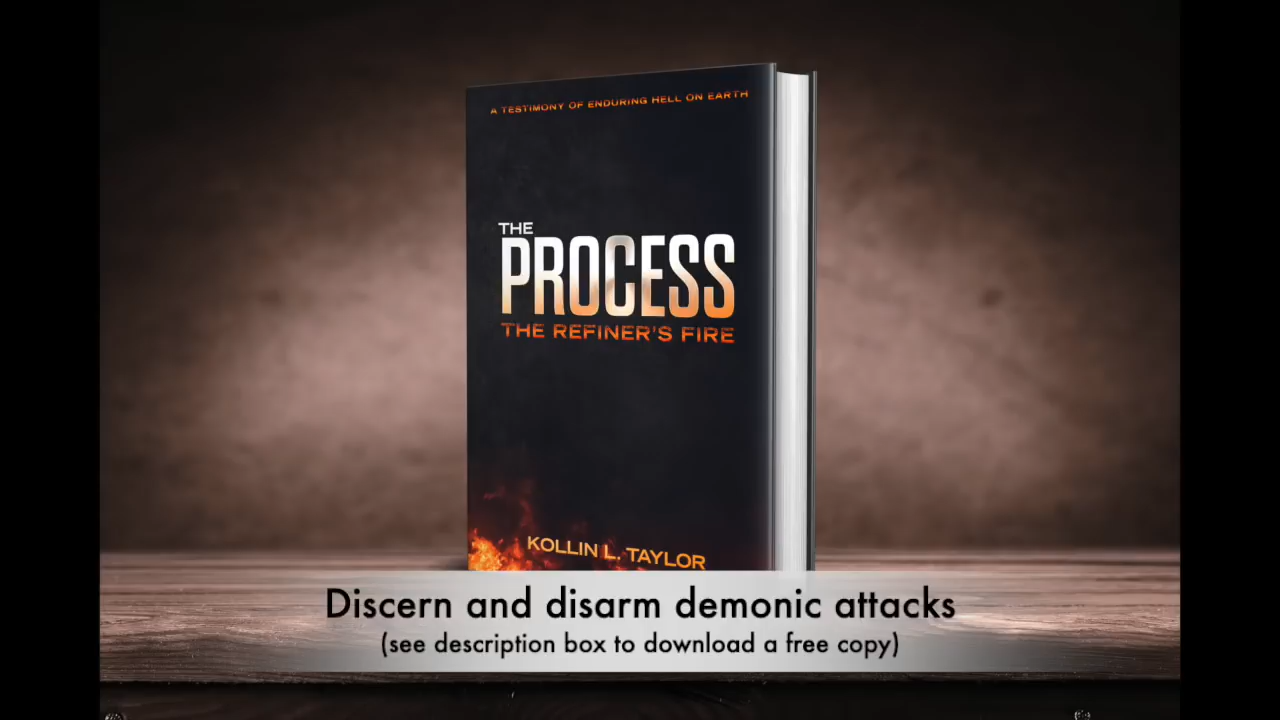 A TESTIMONY OF ENDURING HELL ON EARTH
THE
PROCESS
THE REFINER'S FIRE
KOLLIN L. TAYLOR
Discern and disarm demonic attacks
(see description box to download a free copy)